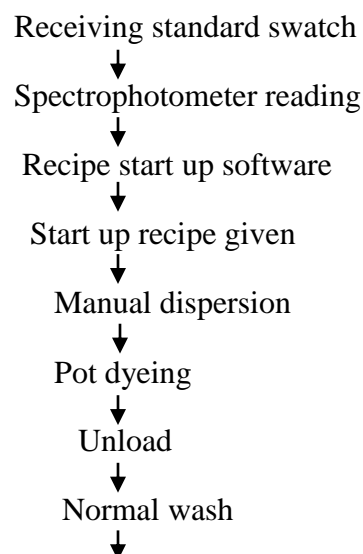 Receiving standard swatch
Spectrophotometer reading
Recipe start up software
Start up recipe given
Manual dispersion
Pot dyeing
Unload
Normal wash